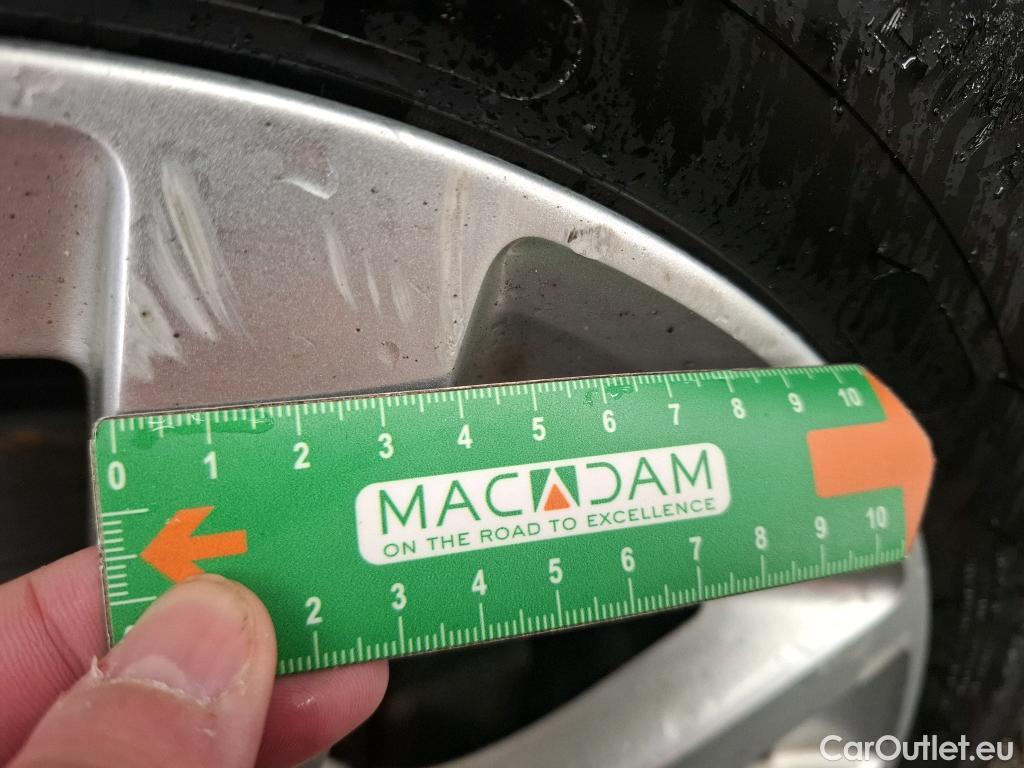 0 1 2 3 4 5 6 7 8 9 10
MACADAM
ON THE ROAD TO EXCELLENCE
2 3 4 5 6 7 8 9 10
CarOutlet.eu